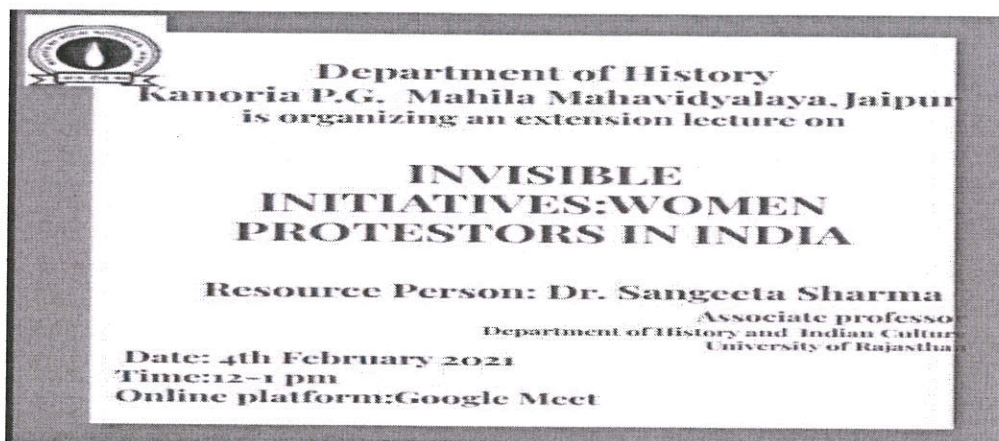 Department of History
Kanoria P.G. Mahila Mahavidyalaya, Jaipur
is organizing an extension lecture on
INVISIBLE
INITIATIVES:WOMEN
PROTESTORS IN INDIA
Resource Person: Dr. Sangeeta Sharma
Associate professo
Department of History and Indian Cultur
University of Rajasthan
Date: 4th February 2021
Time:12-1 pm
Online platform:Google Meet